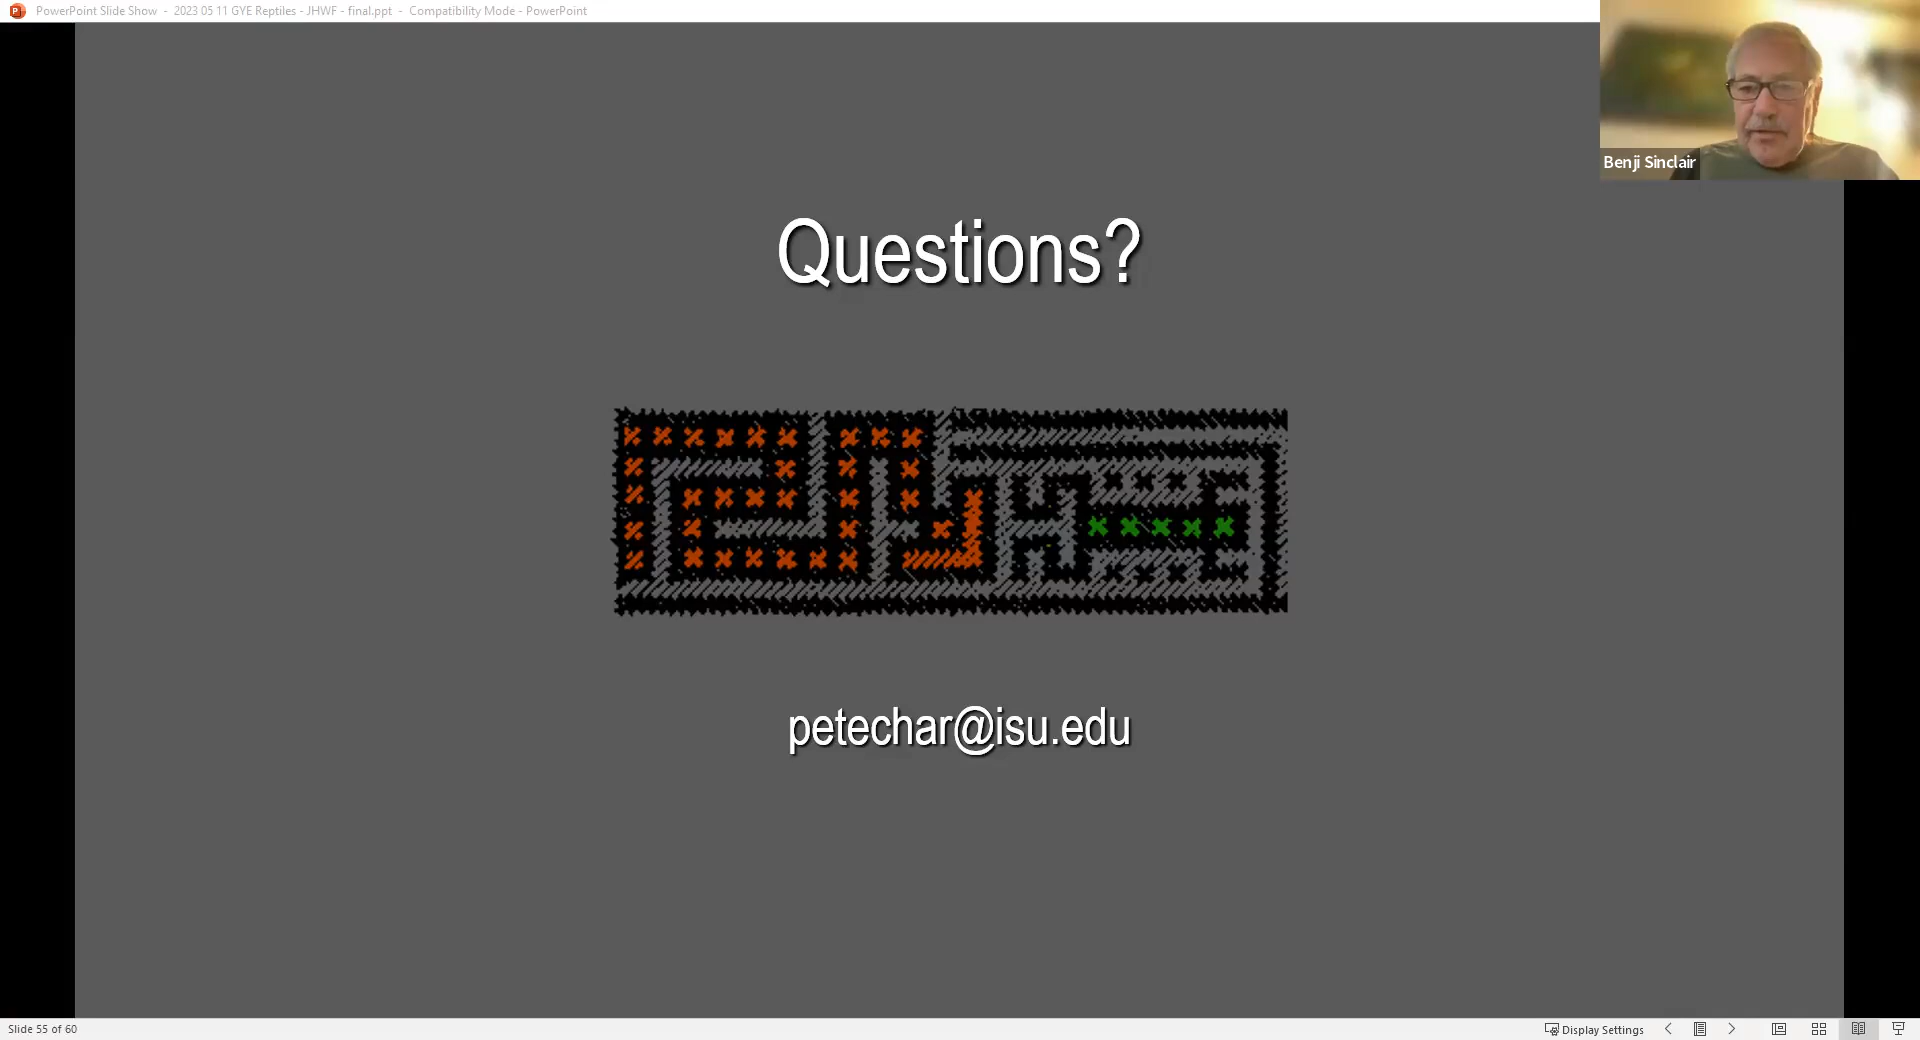 PowerPoint Slide Show - 2023 05 11 GYE Reptiles - JHWF - final.ppt - Compatibility Mode - PowerPoint
Benji Sinclair
Questions?
petechar@isu.edu
Slide 55 of 60
Display Settings